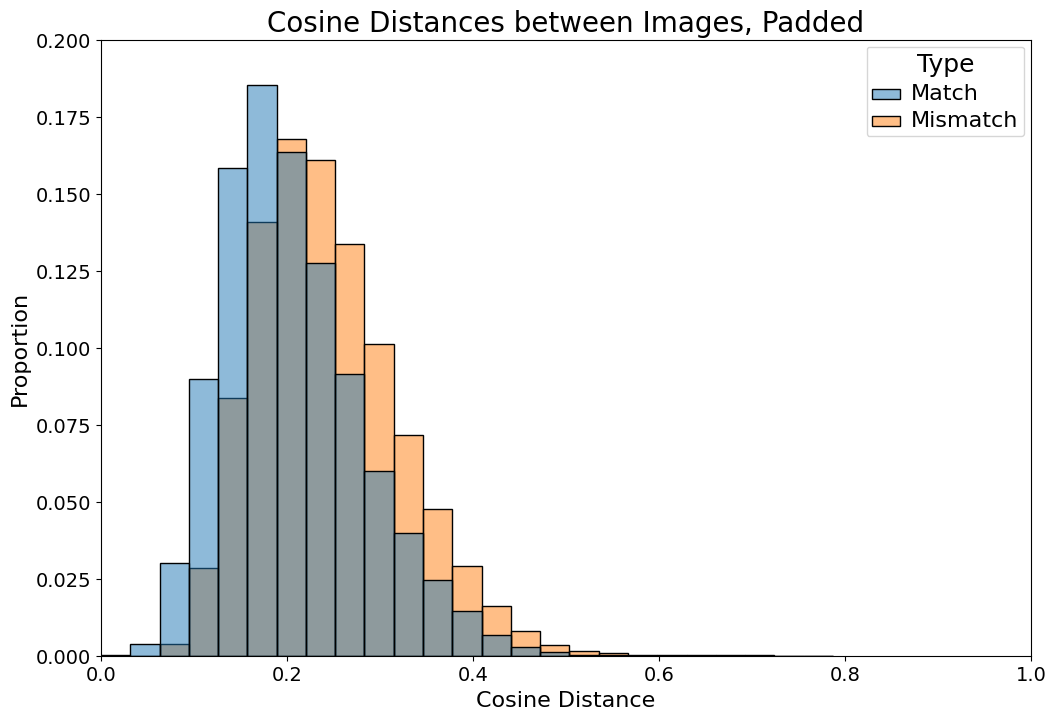 Cosine Distances between Images, Padded
Type
Match
Mismatch
Proportion
0.200
0.175
0.150
0.125
0.100
0.075
0.050
0.025
0.000
0.0 0.2 0.4 0.6 0.8 1.0
Cosine Distance